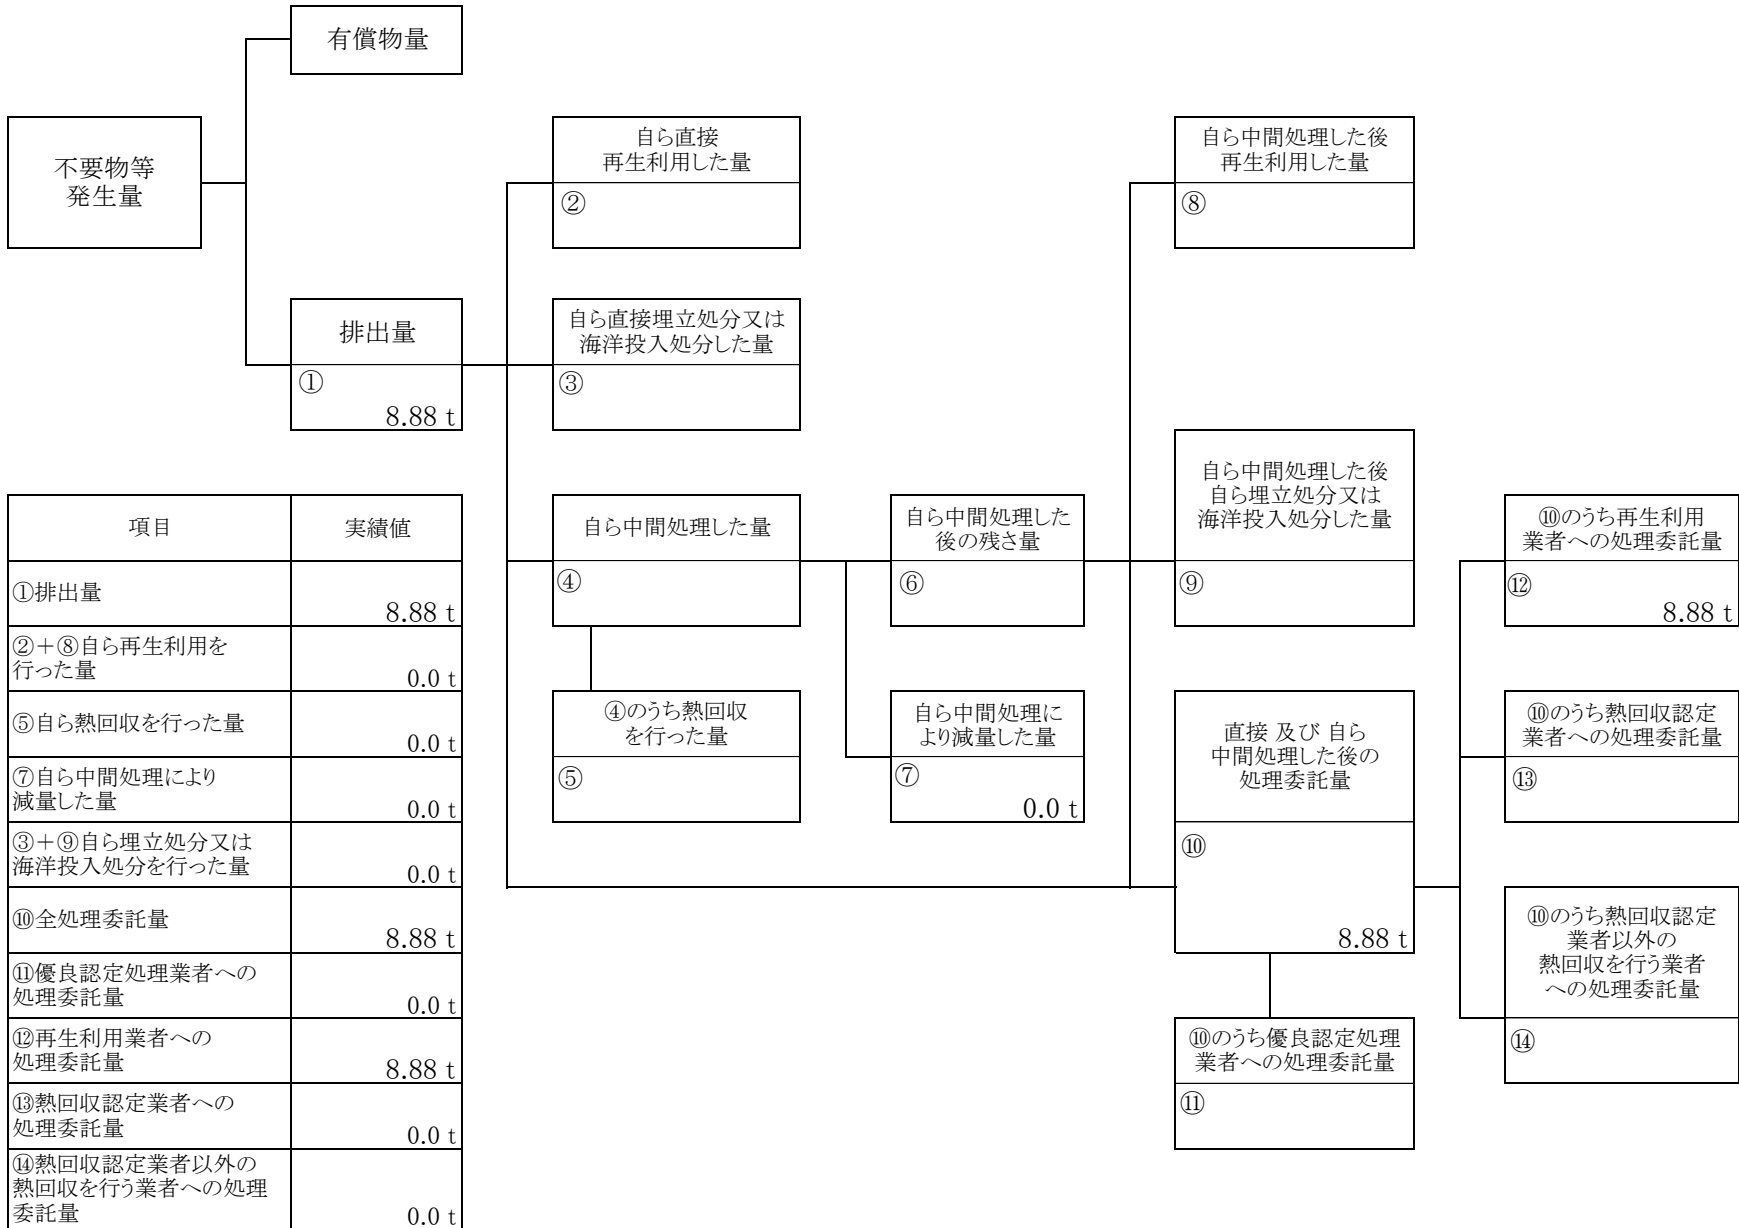 有償物量
不要物等
発生量
自ら直接
再生利用した量
②
自ら中間処理した後
再生利用した量
⑧
排出量
①
8.88 t
自ら直接埋立処分又は
海洋投入処分した量
③
自ら中間処理した量
④
自ら中間処理した
後の残さ量
⑥
自ら中間処理した後
自ら埋立処分又は
海洋投入処分した量
⑨
⑩のうち再生利用
業者への処理委託量
⑫
8.88 t
④のうち熱回収
を行った量
⑤
自ら中間処理に
より減量した量
⑦
0.0 t
直接 及び 自ら
中間処理した後の
処理委託量
⑩
8.88 t
⑩のうち熱回収認定
業者への処理委託量
⑬
⑩のうち熱回収認定
業者以外の
熱回収を行う業者
への処理委託量
⑭
⑩のうち優良認定処理
業者への処理委託量
⑪
項目 実績値
①排出量
8.88 t
②＋⑧自ら再生利用を
行った量
0.0 t
⑤自ら熱回収を行った量
0.0 t
⑦自ら中間処理により
減量した量
0.0 t
③＋⑨自ら埋立処分又は
海洋投入処分を行った量
0.0 t
⑩全処理委託量
8.88 t
⑪優良認定処理業者への
処理委託量
0.0 t
⑫再生利用業者への
処理委託量
8.88 t
⑬熱回収認定業者への
処理委託量
0.0 t
⑭熱回収認定業者以外の
熱回収を行う業者への処理
委託量
0.0 t